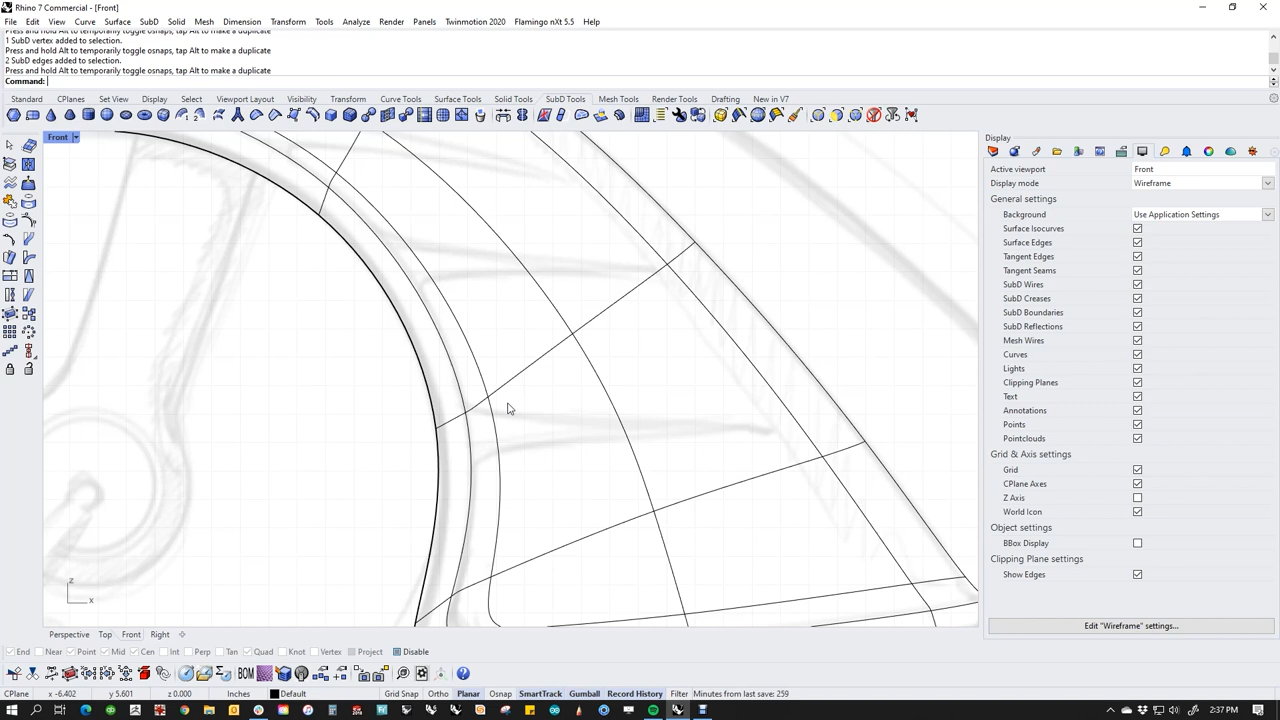 Rhino 7 Commercial - [Front]
File Edit View Curve Surface SubD Solid Mesh Dimension Transform Tools Analyze Render Panels Twinmotion 2020 Flamingo nXt 5.5 Help
Press and hold Alt to temporarily toggle osnaps, tap Alt to make a duplicate
1 SubD vertex added to selection.
Press and hold Alt to temporarily toggle osnaps, tap Alt to make a duplicate
2 SubD edges added to selection.
Press and hold Alt to temporarily toggle osnaps, tap Alt to make a duplicate
Command:
Standard CPlanes Set View Display Select Viewport Layout Visibility Transform Curve Tools Surface Tools Solid Tools SubD Tools Mesh Tools Render Tools Drafting New in V7
Front
Display
Active viewport Front
Display mode Wireframe
General settings
Background Use Application Settings
Surface Isocurves
Surface Edges
Tangent Edges
Tangent Seams
SubD Wires
SubD Creases
SubD Boundaries
SubD Reflections
Mesh Wires
Curves
Lights
Clipping Planes
Text
Annotations
Points
Pointclouds
Grid & Axis settings
Grid
CPlane Axes
Z Axis
World Icon
Object settings
BBox Display
Clipping Plane settings
Show Edges
Edit "Wireframe" settings...
z
x
Perspective Top Front Right
End Near Point Mid Cen Int Perp Tan Quad Knot Vertex Project Disable
BOM
CPlane x -6.402 y 5.601 z 0.000 Inches Default Grid Snap Ortho Planar Osnap SmartTrack Gumball Record History Filter Minutes from last save: 259
2:37 PM